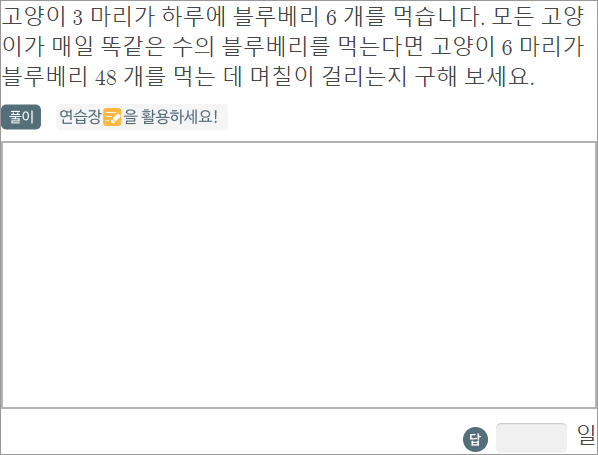 고양이 3 마리가 하루에 블루베리 6 개를 먹습니다. 모든 고양
이가 매일 똑같은 수의 블루베리를 먹는다면 고양이 6 마리가
블루베리 48 개를 먹는 데 며칠이 걸리는지 구해 보세요.
풀이 연습장을 활용하세요!
답 일